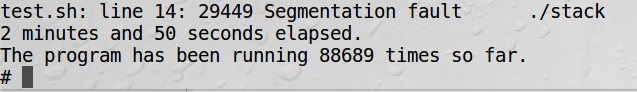 test.sh: line 14: 29449 Segmentation fault      ./stack
2 minutes and 50 seconds elapsed.
The program has been running 88689 times so far.
#